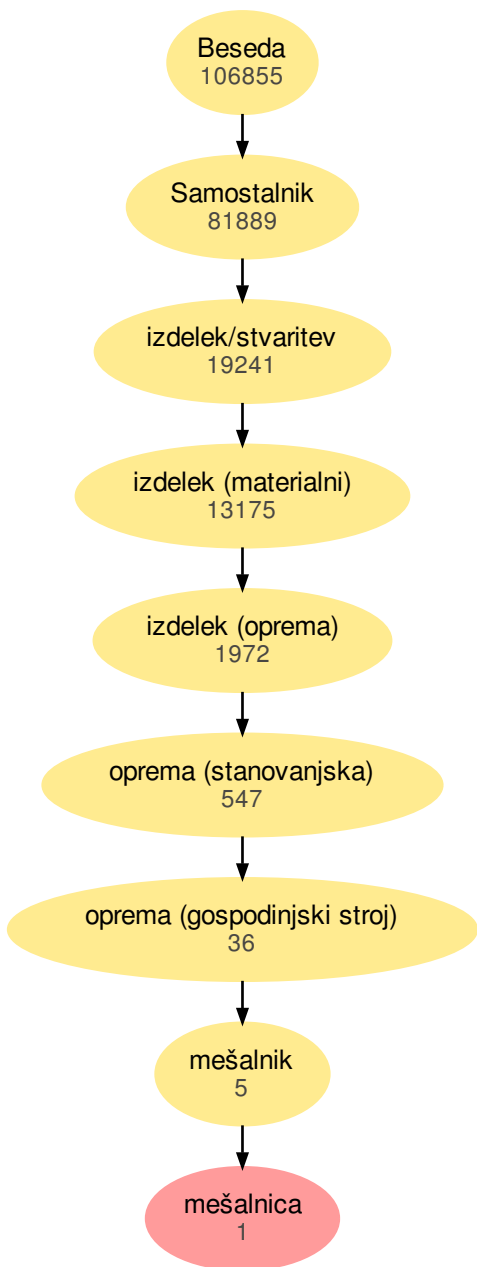 Beseda
106855
Samostalnik
81889
izdelek/stvaritev
19241
izdelek (materialni)
13175
izdelek (oprema)
1972
oprema (stanovanjska)
547
oprema (gospodinjski stroj)
36
mešalnik
5
mešalnica
1